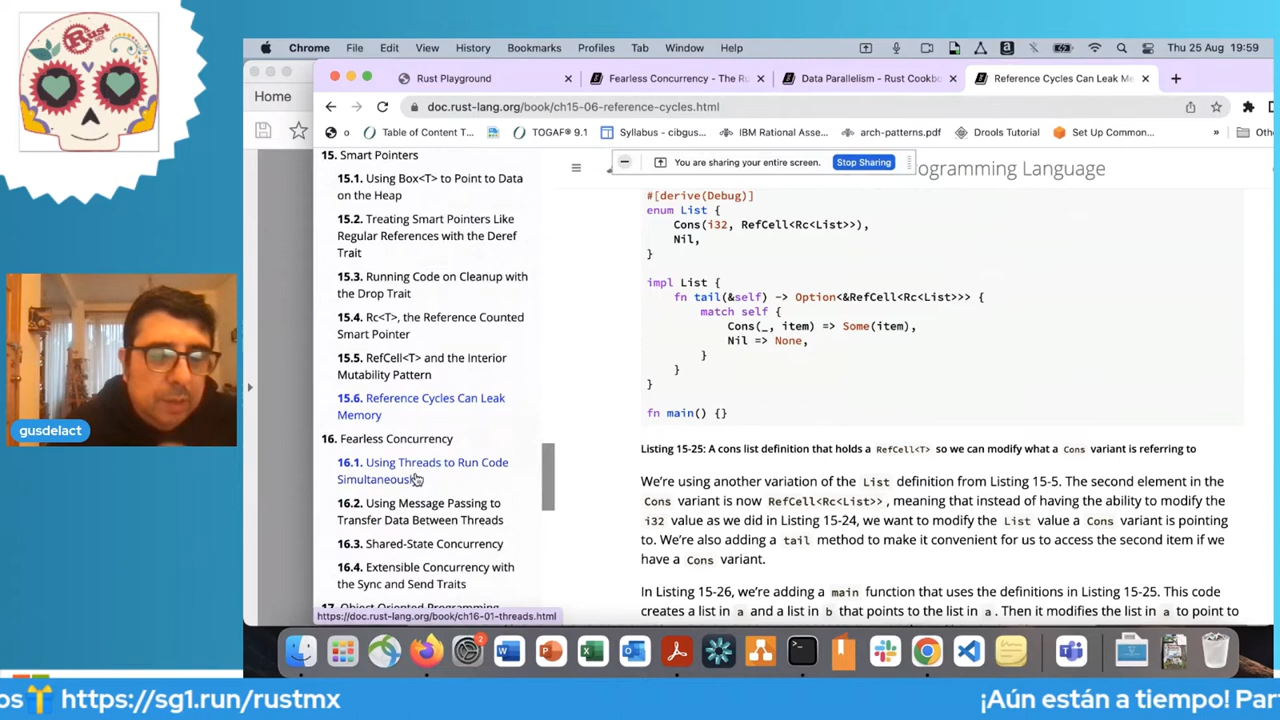 Rust
MX
Chrome File Edit View History Bookmarks Profiles Tab Window Help Thu 25 Aug 19:59
Home
Rust Playground
Fearless Concurrency - The Ru
Data Parallelism - Rust Cookbo
Reference Cycles Can Leak Me
doc.rust-lang.org/book/ch15-06-reference-cycles.html
o Table of Content T... TOGAF® 9.1 Syllabus - cibgus... IBM Rational Asse... arch-patterns.pdf Drools Tutorial Set Up Common... » Othe
You are sharing your entire screen. Stop Sharing
ogramming Language
15. Smart Pointers
15.1. Using Box<T> to Point to Data
on the Heap
15.2. Treating Smart Pointers Like
Regular References with the Deref
Trait
15.3. Running Code on Cleanup with
the Drop Trait
15.4. Rc<T>, the Reference Counted
Smart Pointer
15.5. RefCell<T> and the Interior
Mutability Pattern
15.6. Reference Cycles Can Leak
Memory
16. Fearless Concurrency
16.1. Using Threads to Run Code
Simultaneously
16.2. Using Message Passing to
Transfer Data Between Threads
16.3. Shared-State Concurrency
16.4. Extensible Concurrency with
the Sync and Send Traits
17. Object Oriented Programming
https://doc.rust-lang.org/book/ch16-01-threads.html
#[derive(Debug)]
enum List {
Cons(i32, RefCell<Rc<List>>),
Nil,
}
impl List {
fn tail(&self) -> Option<&RefCell<Rc<List>>> {
match self {
Cons(_, item) => Some(item),
Nil => None,
}
}
}
fn main() {}
Listing 15-25: A cons list definition that holds a RefCell<T> so we can modify what a Cons variant is referring to
We're using another variation of the List definition from Listing 15-5. The second element in the
Cons variant is now RefCell<Rc<List>>, meaning that instead of having the ability to modify the
i32 value as we did in Listing 15-24, we want to modify the List value a Cons variant is pointing
to. We're also adding a tail method to make it convenient for us to access the second item if we
have a Cons variant.
In Listing 15-26, we're adding a main function that uses the definitions in Listing 15-25. This code
creates a list in a and a list in b that points to the list in a. Then it modifies the list in a to point to
gusdelact
2
os https://sg1.run/rustmx ¡Aún están a tiempo! Par